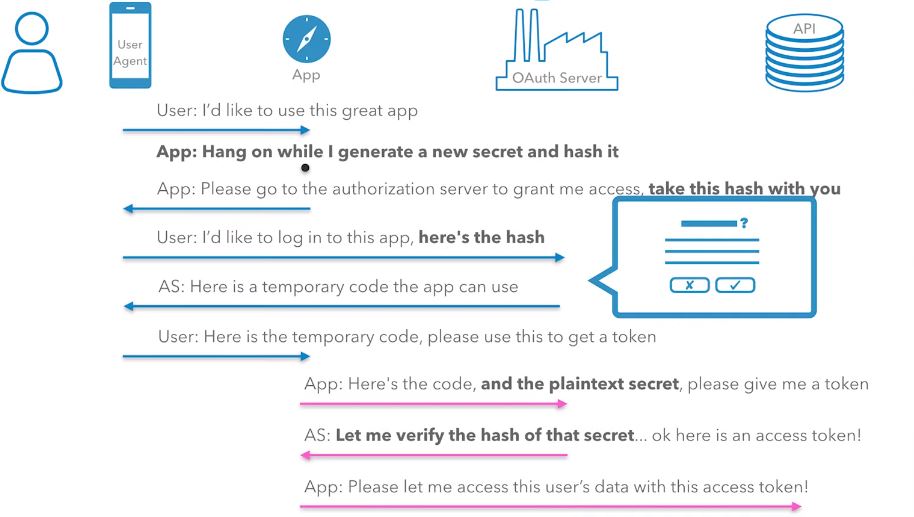 User
Agent
App
OAuth Server
API
User: I’d like to use this great app
App: Hang on while I generate a new secret and hash it
App: Please go to the authorization server to grant me access, take this hash with you
?
User: I’d like to log in to this app, here's the hash
✗ ✓
AS: Here is a temporary code the app can use
User: Here is the temporary code, please use this to get a token
App: Here's the code, and the plaintext secret, please give me a token
AS: Let me verify the hash of that secret... ok here is an access token!
App: Please let me access this user’s data with this access token!